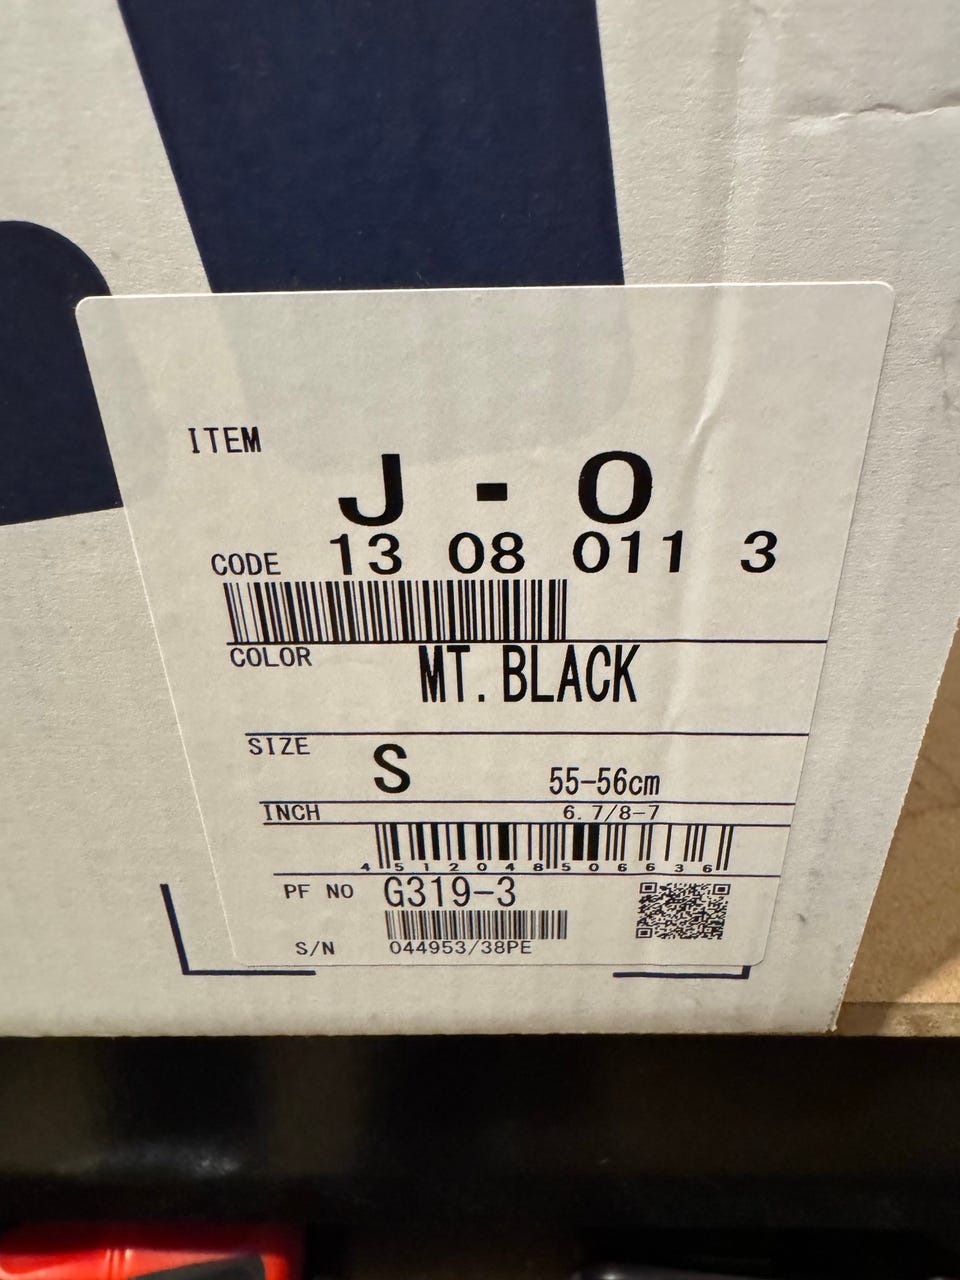 ITEM
J - O
CODE 13 08 011 3
COLOR MT. BLACK
SIZE S 55-56cm
INCH 6.7/8-7
4 512048 506636
PF NO G319-3
S/N 044953/38PE